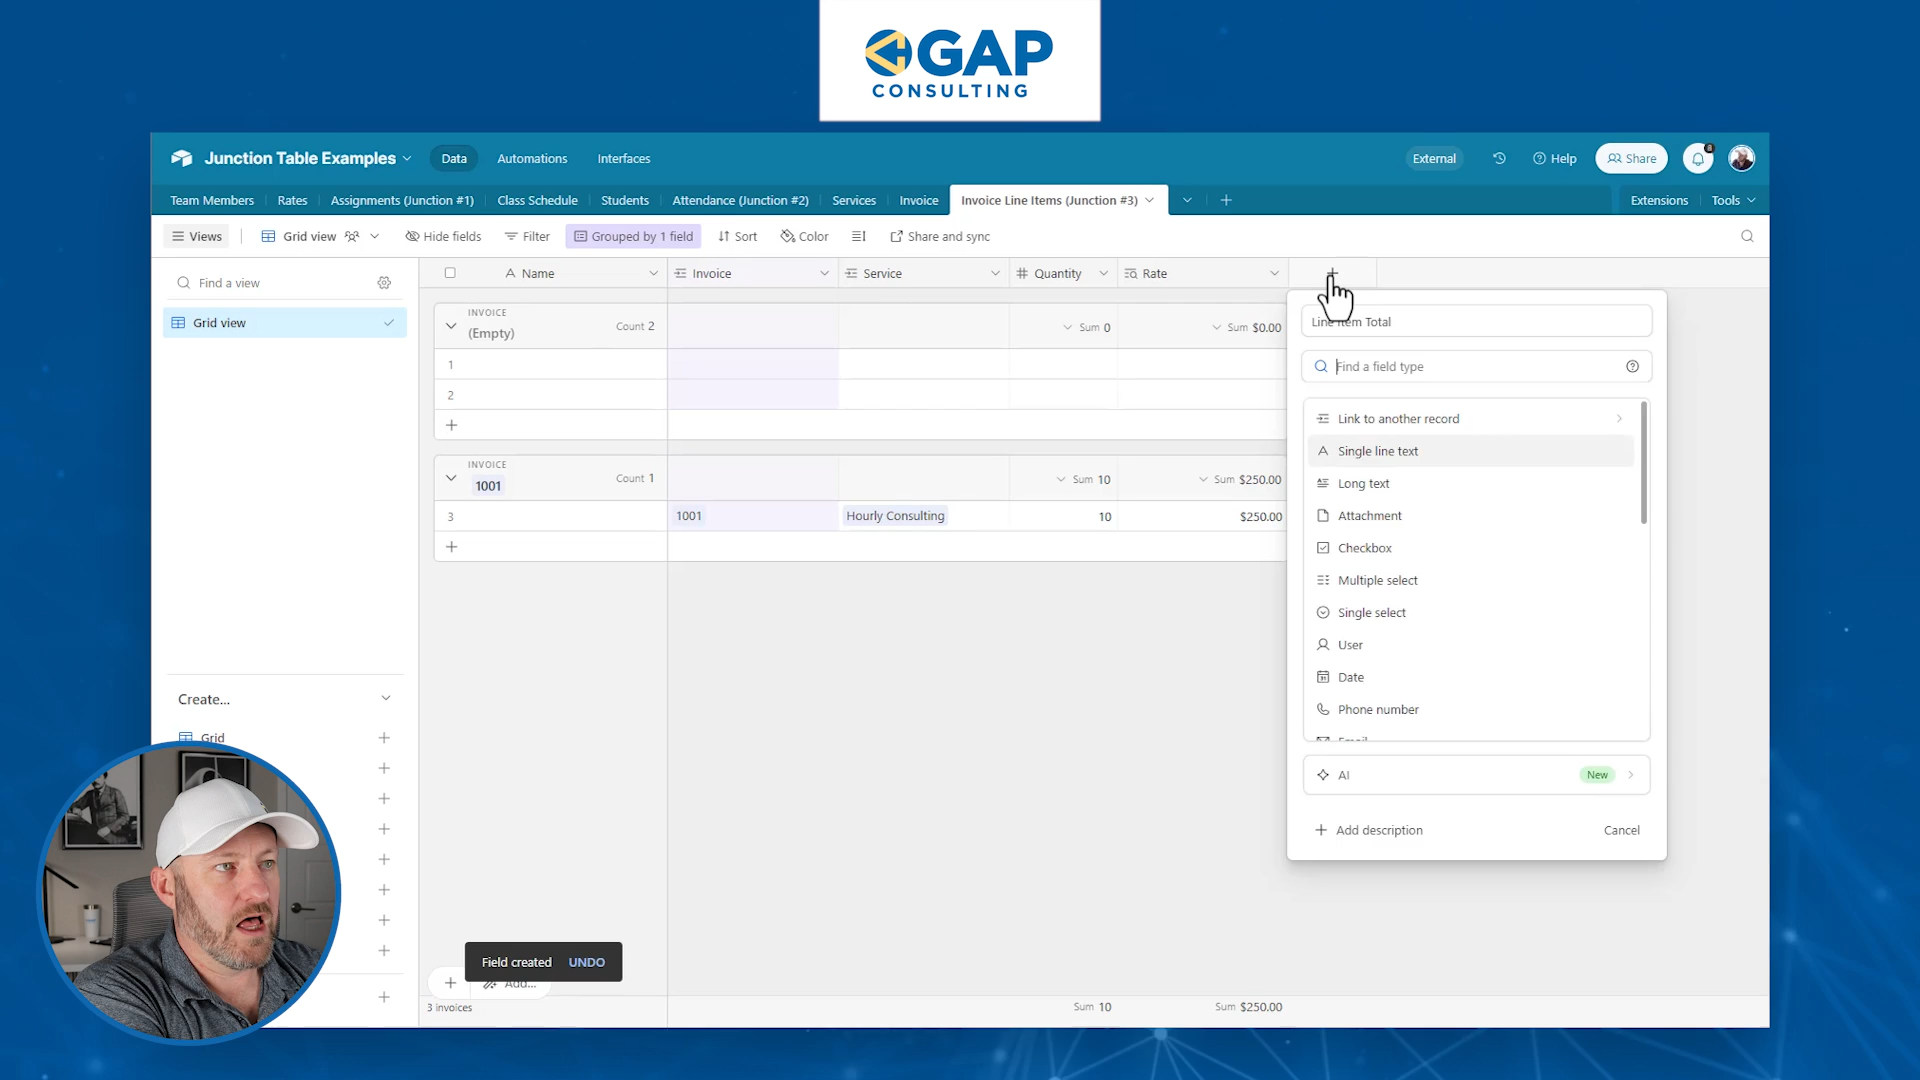 GAP
CONSULTING
Junction Table Examples
Data
Automations
Interfaces
External
Help
Share
8
Team Members
Rates
Assignments (Junction #1)
Class Schedule
Students
Attendance (Junction #2)
Services
Invoice
Invoice Line Items (Junction #3)
Extensions
Tools
Views
Grid view
Hide fields
Filter
Grouped by 1 field
Sort
Color
Share and sync
Find a view
Grid view
Create...
Grid
Name
Invoice
Service
Quantity
Rate
INVOICE
(Empty)
Count 2
Sum 0
Sum $0.00
1
2
INVOICE
1001
Count 1
Sum 10
Sum $250.00
3
1001
Hourly Consulting
10
$250.00
Line Item Total
Find a field type
Link to another record
Single line text
Long text
Attachment
Checkbox
Multiple select
Single select
User
Date
Phone number
Email
AI
New
Add description
Cancel
Field created
UNDO
Add...
3 invoices
Sum 10
Sum $250.00